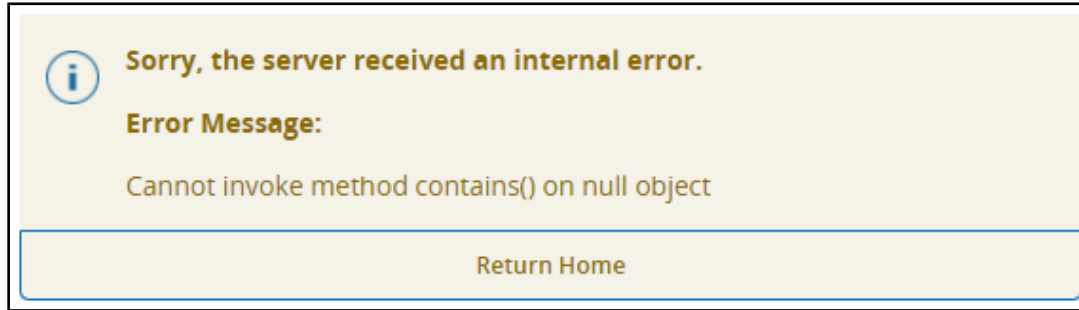 Sorry, the server received an internal error.
Error Message:
Cannot invoke method contains() on null object
Return Home